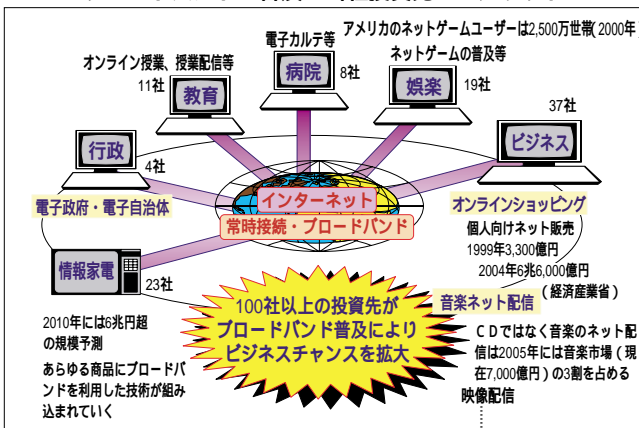 アメリカのネットゲームユーザーは2,500万世帯(2000年)
電子カルテ等
ネットゲームの普及等
オンライン授業、授業配信等
病院
8社
11社
教育
娯楽
19社
37社
行政
4社
ビジネス
電子政府・電子自治体
インターネット
常時接続・ブロードバンド
オンラインショッピング
個人向けネット販売
1999年3,300億円
2004年6兆6,000億円
(経済産業省)
情報家電
23社
2010年には6兆円超
の規模予測
あらゆる商品にブロードバ
ンドを利用した技術が組み
込まれていく
100社以上の投資先が
ブロードバンド普及により
ビジネスチャンスを拡大
音楽ネット配信
CDではなく音楽のネット配
信は2005年には音楽市場(現
在7,000億円)の3割を占める
映像配信